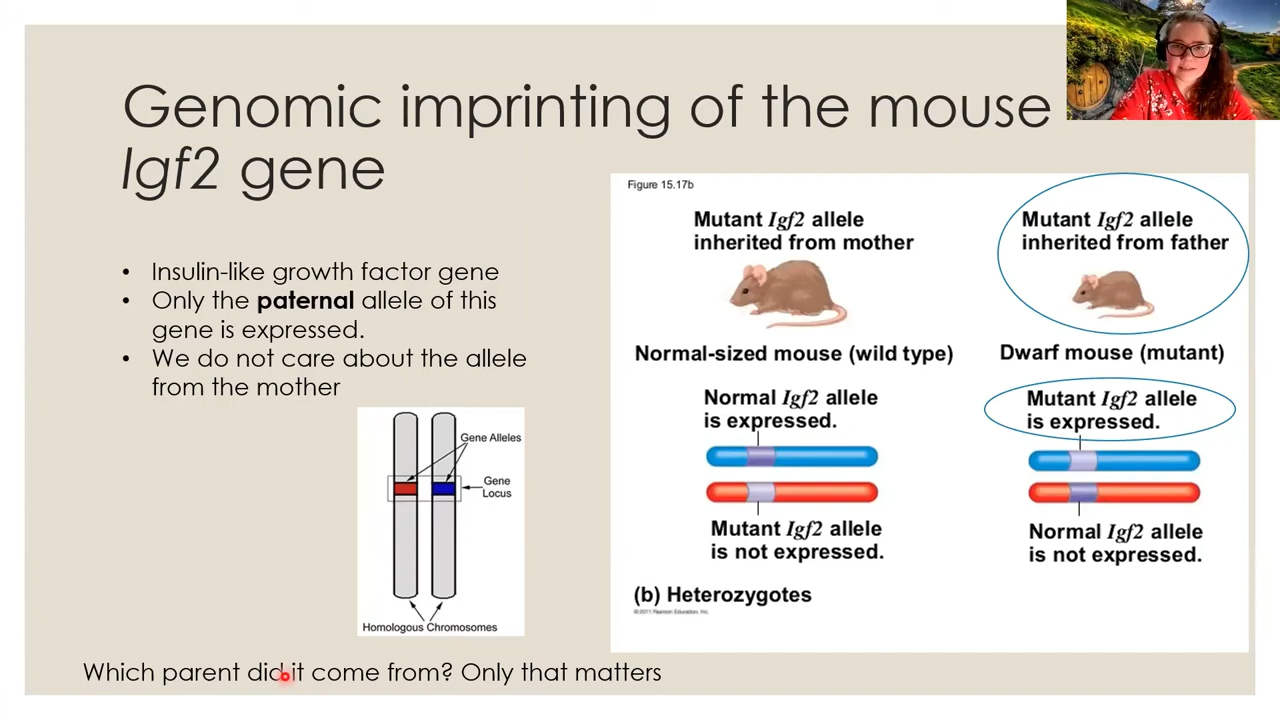 Genomic imprinting of the mouse
Igf2 gene
• Insulin-like growth factor gene
• Only the paternal allele of this
gene is expressed.
• We do not care about the allele
from the mother
Gene Alleles
Gene
Locus
Homologous Chromosomes
Figure 15.17b
Mutant Igf2 allele
inherited from mother
Mutant Igf2 allele
inherited from father
Normal-sized mouse (wild type)
Dwarf mouse (mutant)
Normal Igf2 allele
is expressed.
Mutant Igf2 allele
is expressed.
Mutant Igf2 allele
is not expressed.
Normal Igf2 allele
is not expressed.
(b) Heterozygotes
©2011 Pearson Education, Inc.
Which parent did it come from? Only that matters